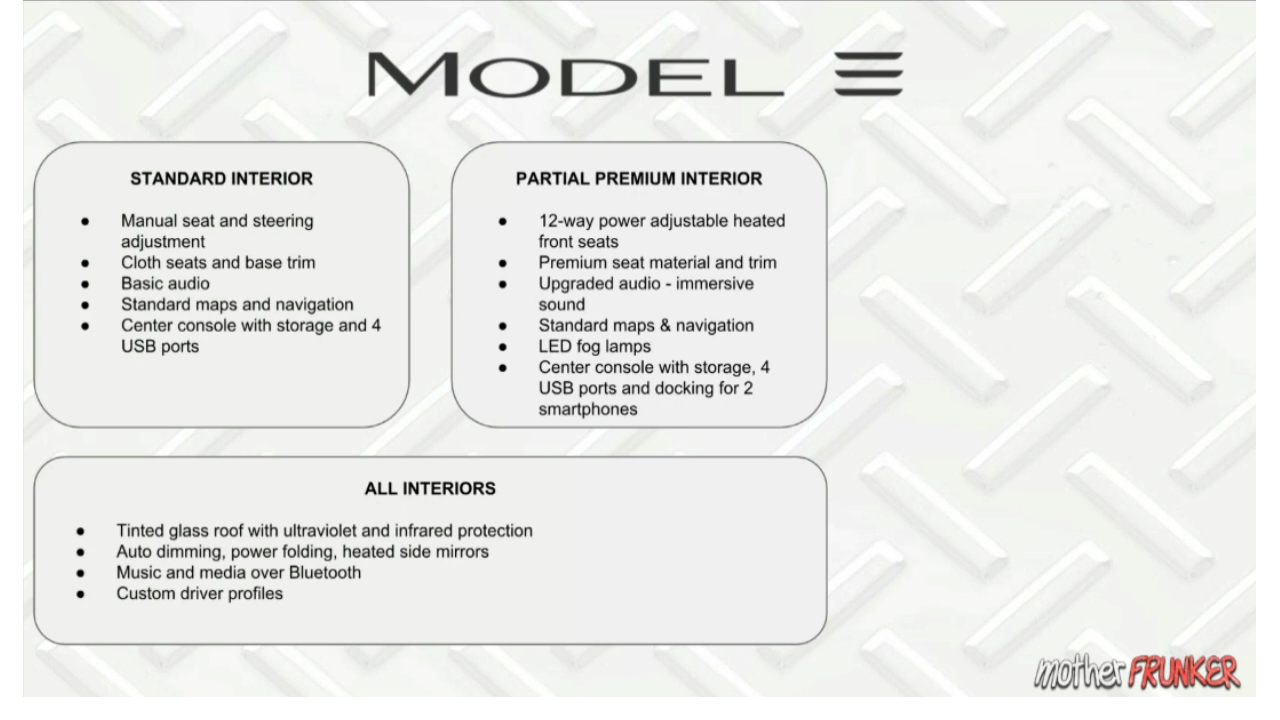 MODEL ☰
STANDARD INTERIOR
● Manual seat and steering
adjustment
● Cloth seats and base trim
● Basic audio
● Standard maps and navigation
● Center console with storage and 4
USB ports
PARTIAL PREMIUM INTERIOR
● 12-way power adjustable heated
front seats
● Premium seat material and trim
● Upgraded audio - immersive
sound
● Standard maps & navigation
● LED fog lamps
● Center console with storage, 4
USB ports and docking for 2
smartphones
ALL INTERIORS
● Tinted glass roof with ultraviolet and infrared protection
● Auto dimming, power folding, heated side mirrors
● Music and media over Bluetooth
● Custom driver profiles
mother FRUNKER